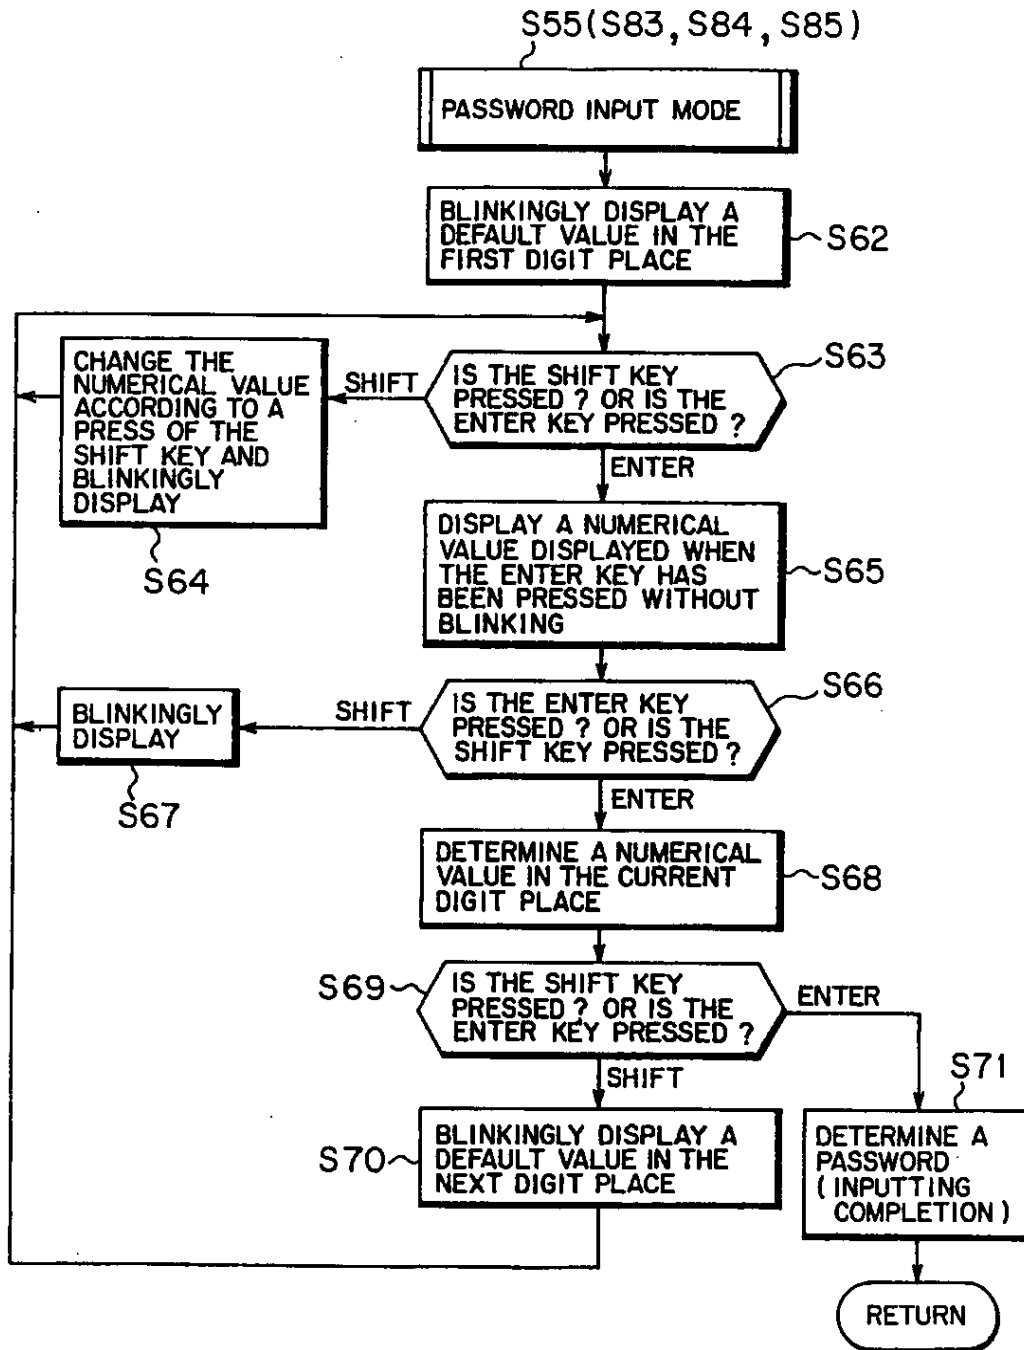 S55(S83, S84, S85)
PASSWORD INPUT MODE
BLINKINGLY DISPLAY A
DEFAULT VALUE IN THE
FIRST DIGIT PLACE
S62
CHANGE THE
NUMERICAL VALUE
ACCORDING TO A
PRESS OF THE
SHIFT KEY AND
BLINKINGLY
DISPLAY
S64
SHIFT
IS THE SHIFT KEY
PRESSED ? OR IS THE
ENTER KEY PRESSED ?
S63
ENTER
DISPLAY A NUMERICAL
VALUE DISPLAYED WHEN
THE ENTER KEY HAS
BEEN PRESSED WITHOUT
BLINKING
S65
BLINKINGLY
DISPLAY
S67
SHIFT
IS THE ENTER KEY
PRESSED ? OR IS THE
SHIFT KEY PRESSED ?
S66
ENTER
DETERMINE A NUMERICAL
VALUE IN THE CURRENT
DIGIT PLACE
S68
S69
IS THE SHIFT KEY
PRESSED ? OR IS THE
ENTER KEY PRESSED ?
ENTER
SHIFT
S70
BLINKINGLY DISPLAY A
DEFAULT VALUE IN THE
NEXT DIGIT PLACE
S71
DETERMINE A
PASSWORD
( INPUTTING
COMPLETION )
RETURN